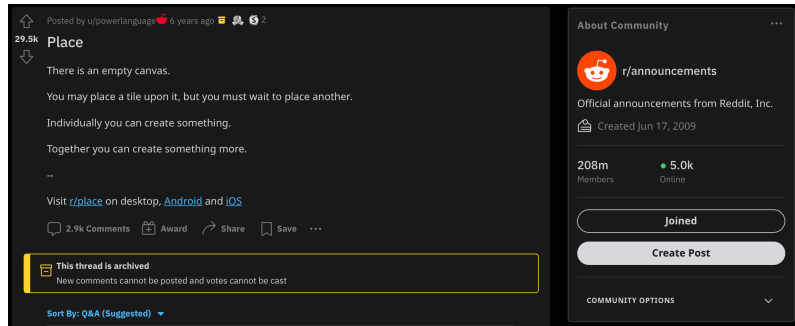 Posted by u/powerlanguage 6 years ago 2
29.5k
Place
There is an empty canvas.
You may place a tile upon it, but you must wait to place another.
Individually you can create something.
Together you can create something more.
--
Visit r/place on desktop, Android and iOS
2.9k Comments Award Share Save ...
This thread is archived
New comments cannot be posted and votes cannot be cast
Sort By: Q&A (Suggested)
About Community ...
r/announcements
Official announcements from Reddit, Inc.
Created Jun 17, 2009
208m 5.0k
Members Online
Joined
Create Post
COMMUNITY OPTIONS